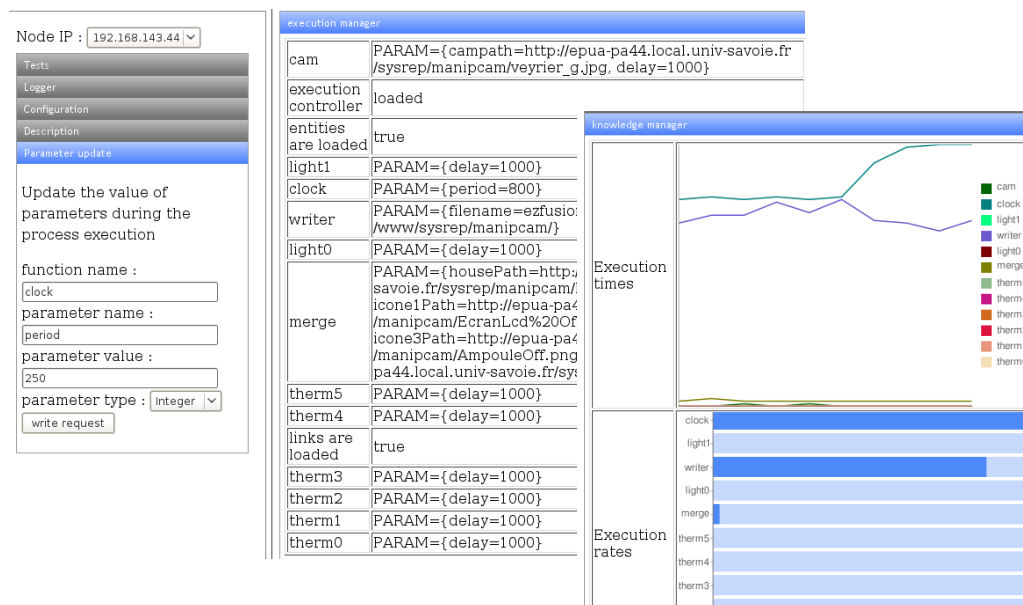 Node IP : 192.168.143.44
Tests
Logger
Configuration
Description
Parameter update
Update the value of
parameters during the
process execution
function name :
clock
parameter name :
period
parameter value :
250
parameter type : Integer
write request
execution manager
cam
PARAM={campath=http://epua-pa44.local.univ-savoie.fr
/sysrep/manipcam/veyrier_g.jpg, delay=1000}
execution
controller
loaded
entities
are loaded
true
light1
PARAM={delay=1000}
clock
PARAM={period=800}
writer
PARAM={filename=ezfusion
/www/sysrep/manipcam/}
light0
PARAM={delay=1000}
merge
PARAM={housePath=http:/
savoie.fr/sysrep/manipcam/
icone1Path=http://epua-pa4
/manipcam/EcranLcd%20Of
icone3Path=http://epua-pa4
/manipcam/AmpouleOff.png
pa44.local.univ-savoie.fr/sys
therm5
PARAM={delay=1000}
therm4
PARAM={delay=1000}
links are
loaded
true
therm3
PARAM={delay=1000}
therm2
PARAM={delay=1000}
therm1
PARAM={delay=1000}
therm0
PARAM={delay=1000}
knowledge manager
Execution
times
cam
clock
light1
writer
light0
merge
therm
therm
therm
therm
therm
therm
Execution
rates
clock
light1
writer
light0
merge
therm5
therm4
therm3